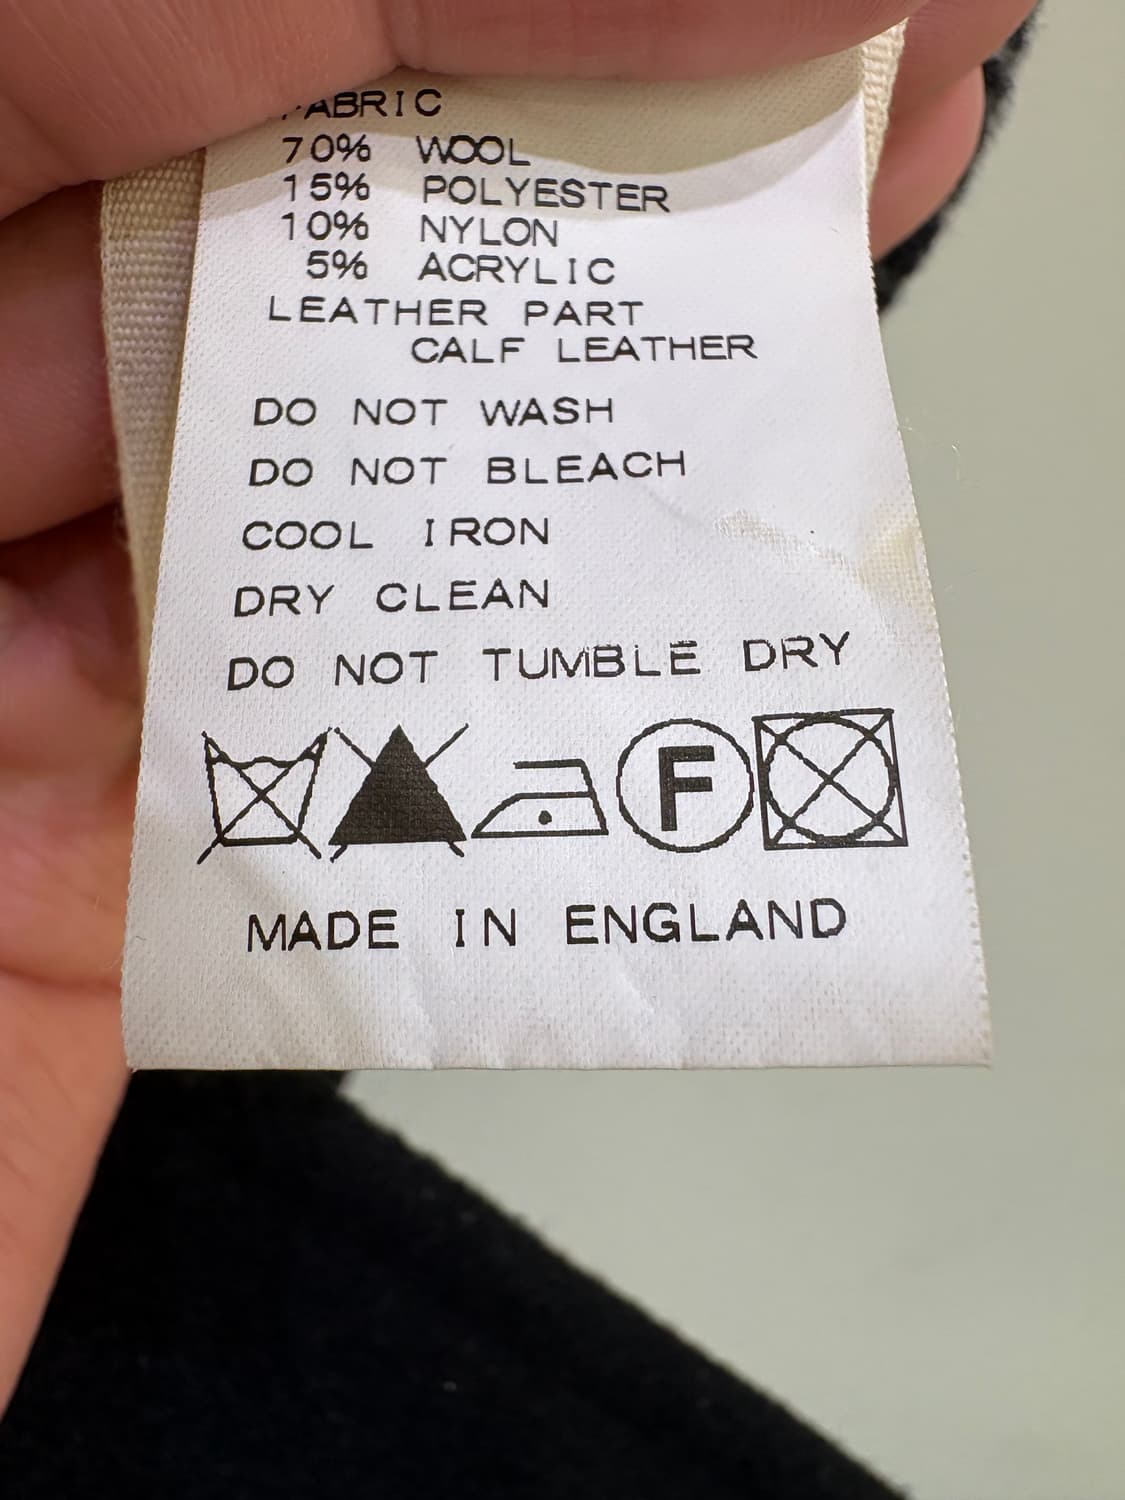 FABRIC
70% WOOL
15% POLYESTER
10% NYLON
5% ACRYLIC
LEATHER PART
CALF LEATHER
DO NOT WASH
DO NOT BLEACH
COOL IRON
DRY CLEAN
DO NOT TUMBLE DRY
F
MADE IN ENGLAND